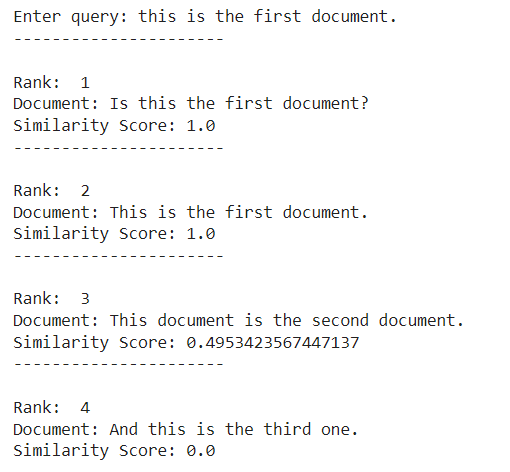 Enter query: this is the first document.
----------------------
Rank:  1
Document: Is this the first document?
Similarity Score: 1.0
----------------------
Rank:  2
Document: This is the first document.
Similarity Score: 1.0
----------------------
Rank:  3
Document: This document is the second document.
Similarity Score: 0.4953423567447137
----------------------
Rank:  4
Document: And this is the third one.
Similarity Score: 0.0